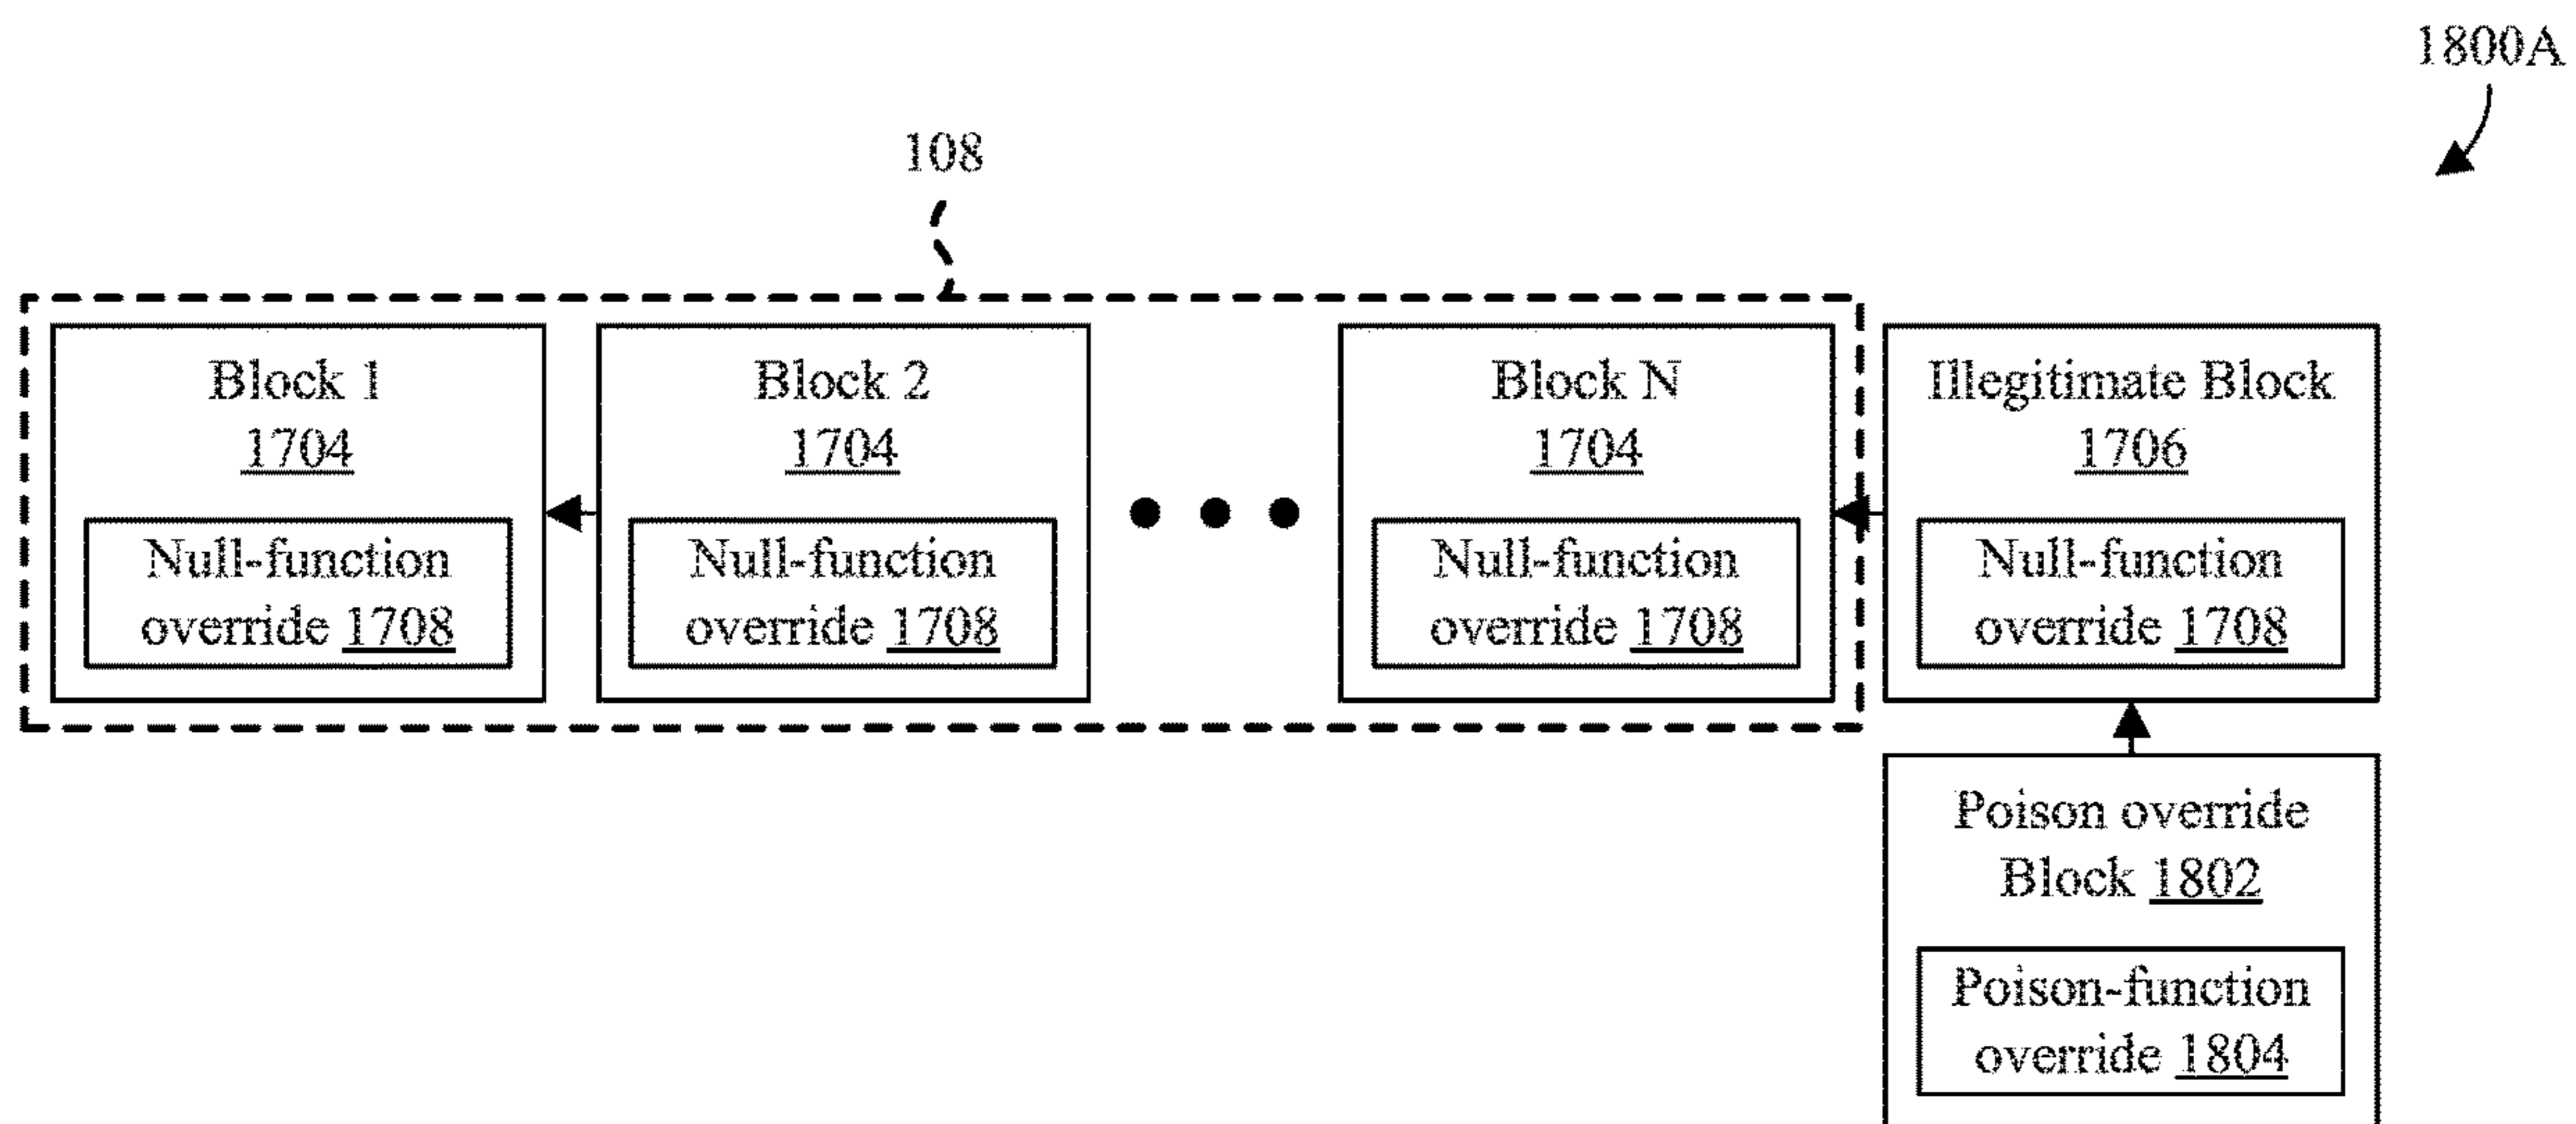 1800A
108
Block 1
1704
Null-function
override 1708
Block 2
1704
Null-function
override 1708
Block N
1704
Null-function
override 1708
Illegitimate Block
1706
Null-function
override 1708
Poison override
Block 1802
Poison-function
override 1804